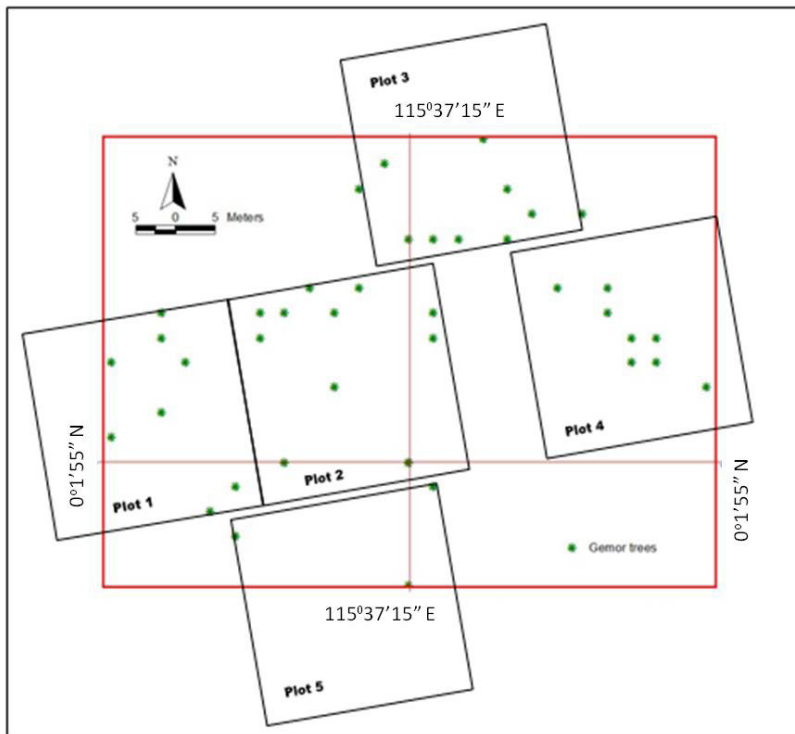 Plot 3
115⁰37’15” E
N
5 0 5 Meters
Plot 4
0°1’55” N
0°1’55” N
Plot 2
Plot 1
Gemor trees
115⁰37’15” E
Plot 5